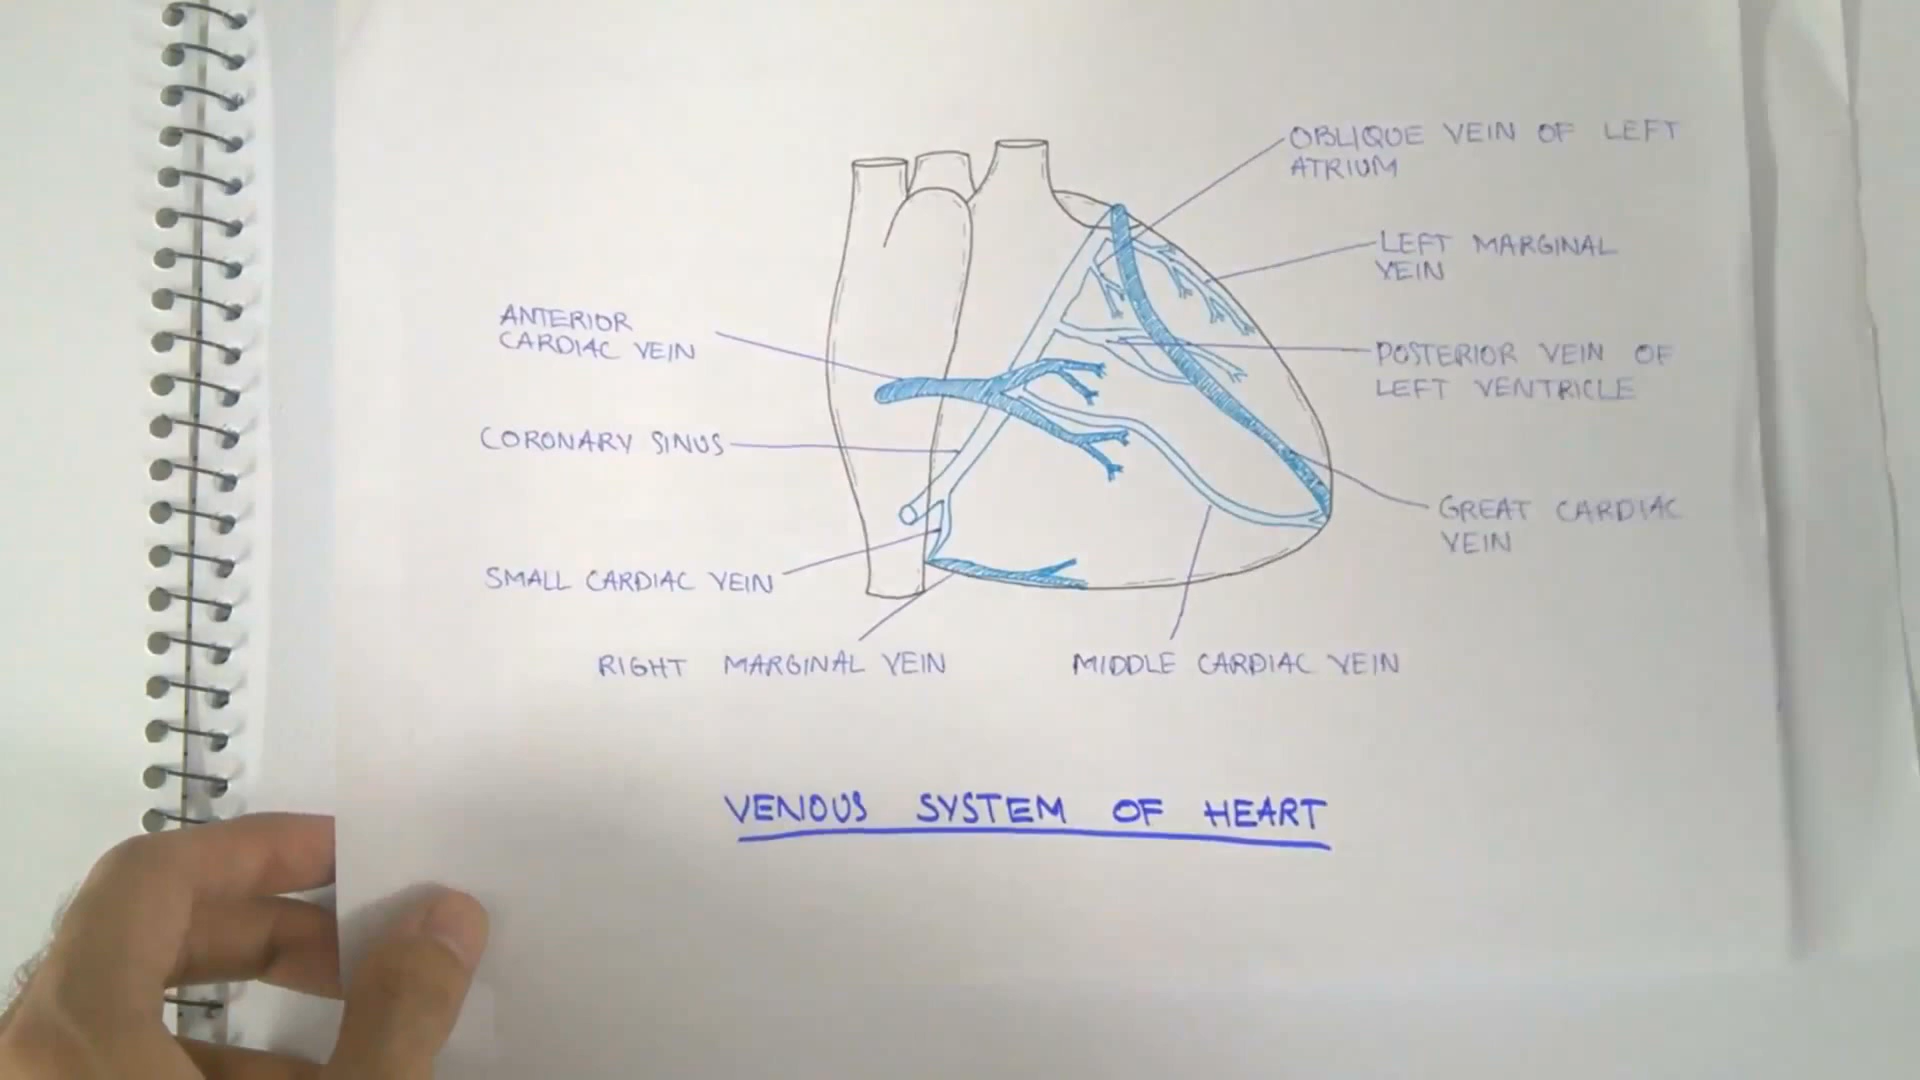 OBLIQUE VEIN OF LEFT
ATRIUM
LEFT MARGINAL
VEIN
ANTERIOR
CARDIAC VEIN
POSTERIOR VEIN OF
LEFT VENTRICLE
CORONARY SINUS
GREAT CARDIAC
VEIN
SMALL CARDIAC VEIN
RIGHT MARGINAL VEIN
MIDDLE CARDIAC VEIN
VENOUS SYSTEM OF HEART